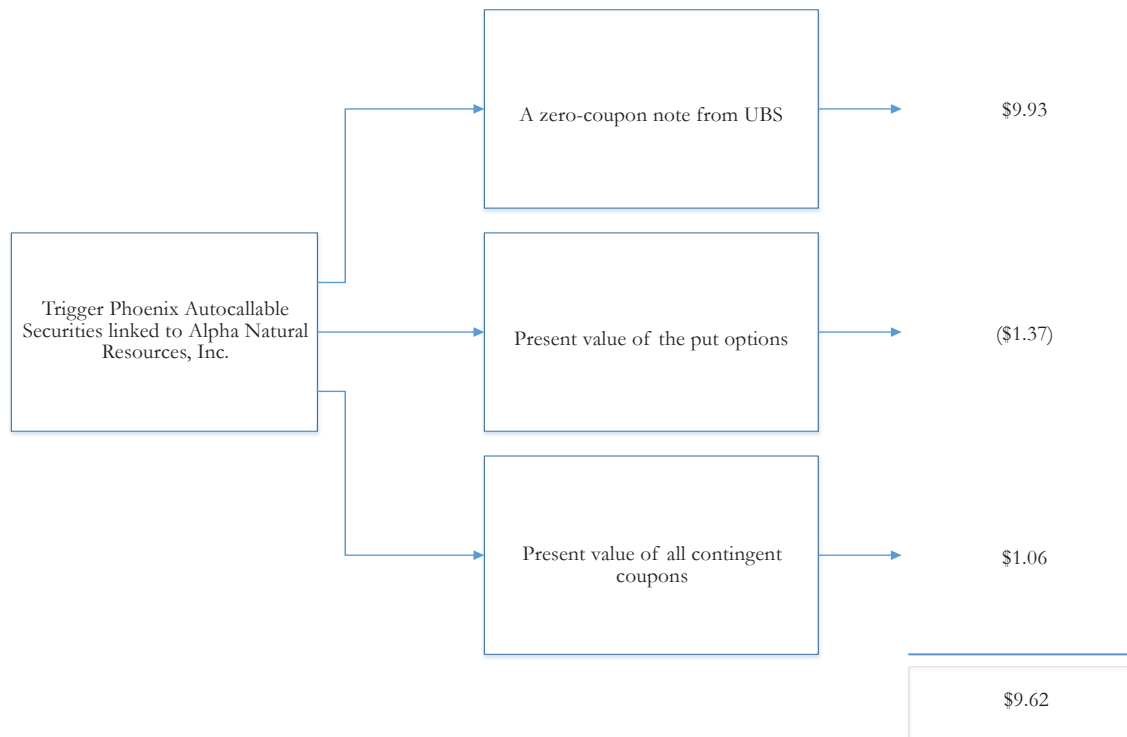 A zero-coupon note from UBS
$9.93
Trigger Phoenix Autocallable
Securities linked to Alpha Natural
Resources, Inc.
Present value of the put options
($1.37)
Present value of all contingent
coupons
$1.06
$9.62